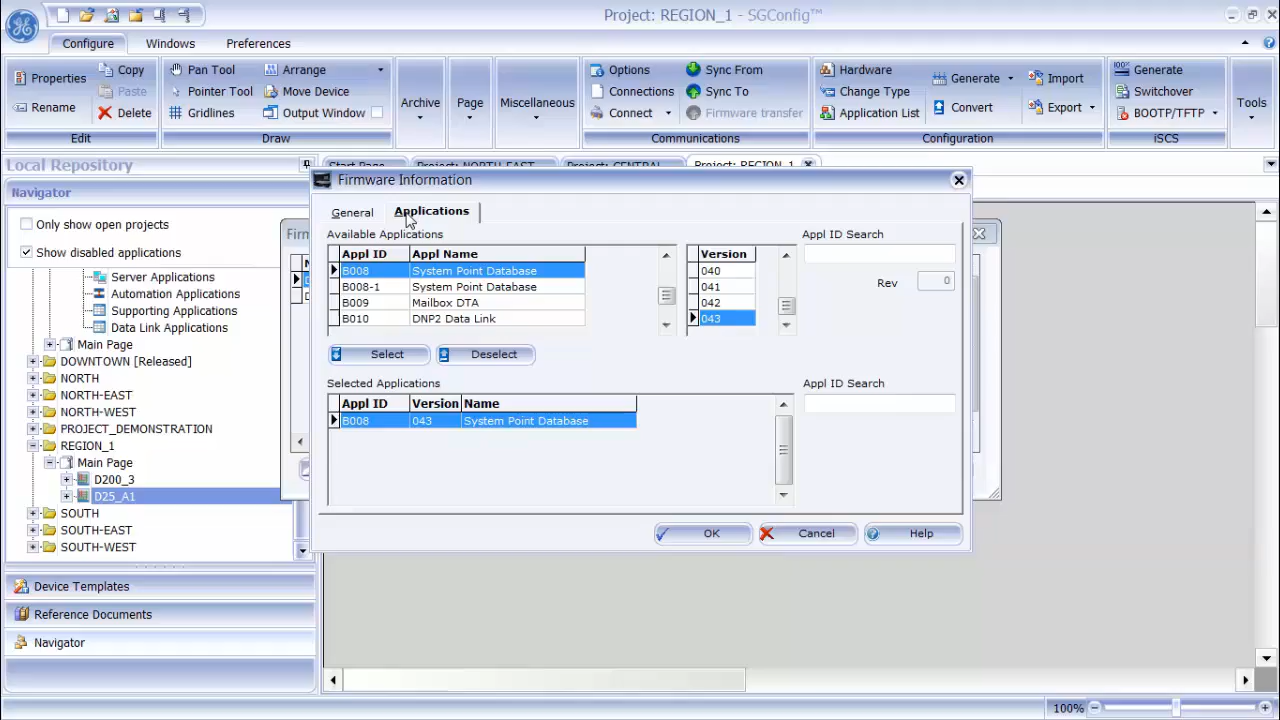 Project: REGION_1 - SGConfig™
Configure Windows Preferences
Properties Copy Pan Tool Arrange Options Sync From Hardware Generate Import Generate
Paste Pointer Tool Move Device Archive Page Miscellaneous Connections Sync To Change Type Switchover Tools
Rename Delete Gridlines Output Window Connect Firmware transfer Application List Convert Export BOOTP/TFTP
Edit Draw Communications Configuration iSCS
Local Repository Start Page Project: NORTH-EAST Project: CENTRAL Project: REGION_1
Navigator
Only show open projects
Show disabled applications
Server Applications
Automation Applications
Supporting Applications
Data Link Applications
Main Page
DOWNTOWN [Released]
NORTH
NORTH-EAST
NORTH-WEST
PROJECT_DEMONSTRATION
REGION_1
Main Page
D200_3
D25_A1
SOUTH
SOUTH-EAST
SOUTH-WEST
Device Templates
Reference Documents
Navigator
Firmware Information
General Applications
Available Applications Appl ID Search
Appl ID Appl Name Version
B008 System Point Database 040
B008-1 System Point Database 041
B009 Mailbox DTA 042
B010 DNP2 Data Link 043
Rev 0
Select Deselect
Selected Applications Appl ID Search
Appl ID Version Name
B008 043 System Point Database
OK Cancel Help
100%